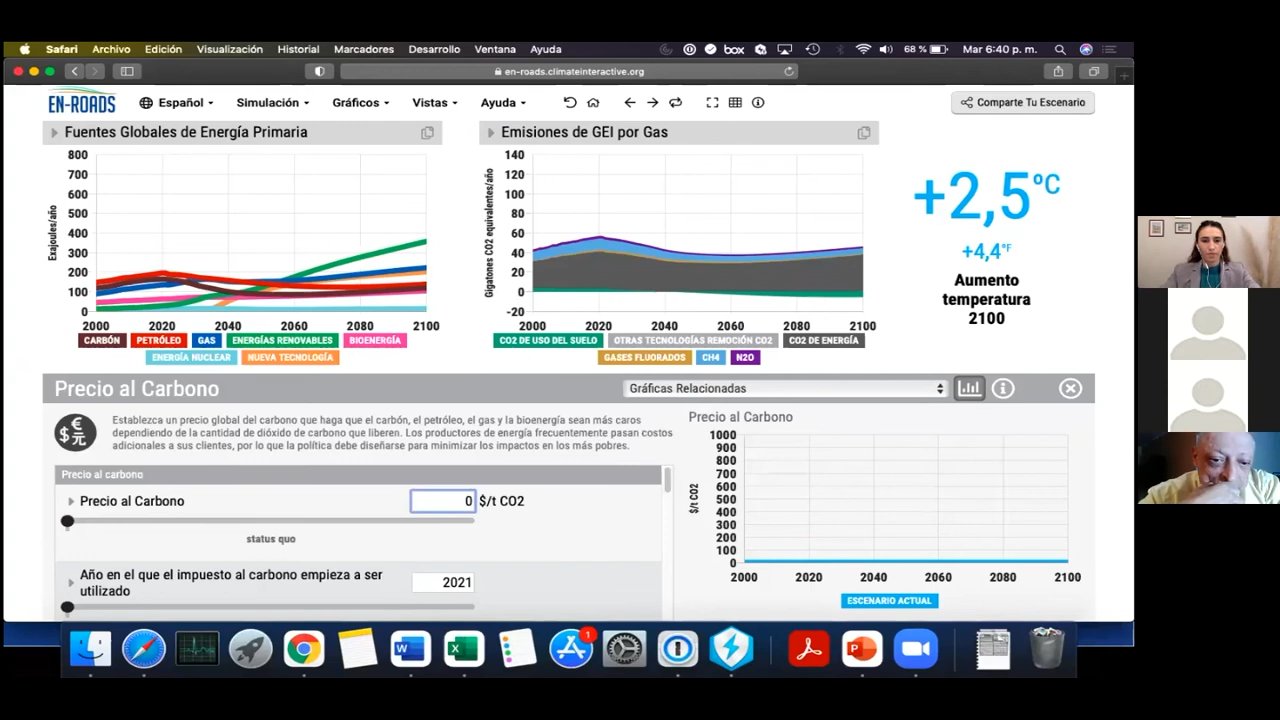 Safari Archivo Edición Visualización Historial Marcadores Desarrollo Ventana Ayuda box 68 % Mar 6:40 p. m.
en-roads.climateinteractive.org
EN-ROADS Español Simulación Gráficos Vistas Ayuda Comparte Tu Escenario
Fuentes Globales de Energía Primaria
800
700
600
500
400
300
200
100
0
Exajoules/año
2000 2020 2040 2060 2080 2100
CARBÓN PETRÓLEO GAS ENERGÍAS RENOVABLES BIOENERGÍA
ENERGÍA NUCLEAR NUEVA TECNOLOGÍA
Emisiones de GEI por Gas
140
120
100
80
60
40
20
0
-20
Gigatones CO2 equivalentes/año
2000 2020 2040 2060 2080 2100
CO2 DE USO DEL SUELO OTRAS TECNOLOGÍAS REMOCIÓN CO2 CO2 DE ENERGÍA
GASES FLUORADOS CH4 N2O
+2,5 ºC
+4,4 °F
Aumento
temperatura
2100
Precio al Carbono
Gráficas Relacionadas
$ € 元
Establezca un precio global del carbono que haga que el carbón, el petróleo, el gas y la bioenergía sean más caros
dependiendo de la cantidad de dióxido de carbono que liberen. Los productores de energía frecuentemente pasan costos
adicionales a sus clientes, por lo que la política debe diseñarse para minimizar los impactos en los más pobres.
Precio al carbono
Precio al Carbono 0 $/t CO2
status quo
Año en el que el impuesto al carbono empieza a ser
utilizado
2021
Precio al Carbono
1000
900
800
700
600
500
400
300
200
100
0
$/t CO2
2000 2020 2040 2060 2080 2100
ESCENARIO ACTUAL
1